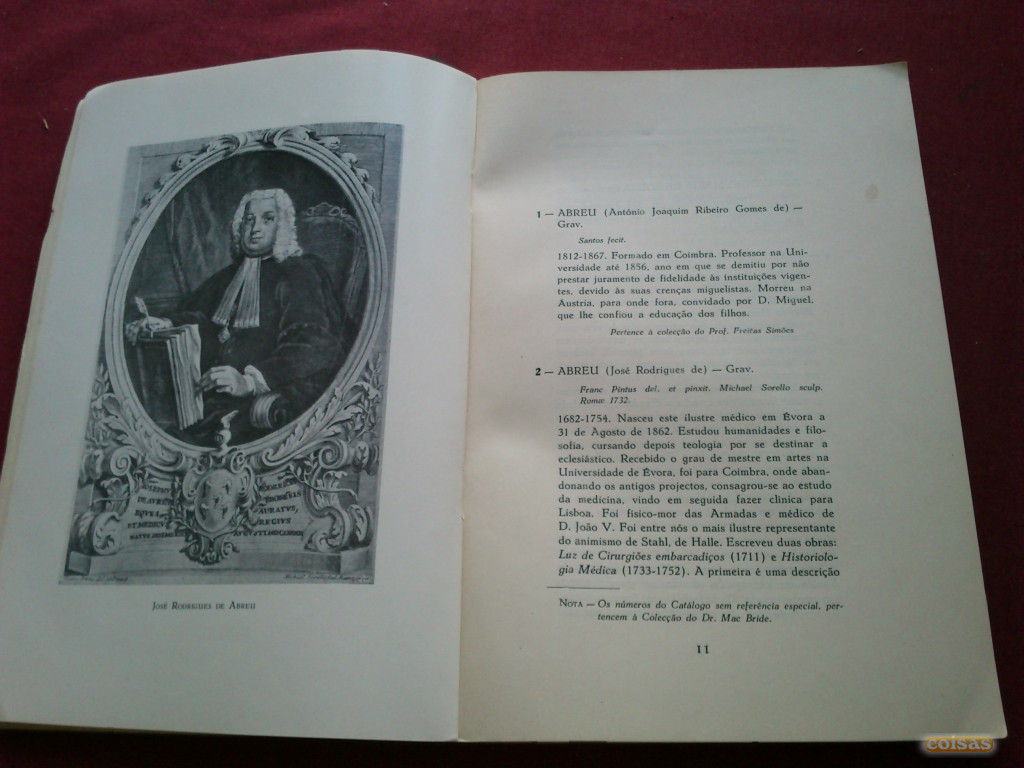 JOSÉ RODRIGUES DE ABREU
1 — ABREU (António Joaquim Ribeiro Gomes de) —
Grav.
Santos fecit.
1812-1867. Formado em Coimbra. Professor na Uni-
versidade até 1856, ano em que se demitiu por não
prestar juramento de fidelidade às instituïções vigen-
tes, devido às suas crenças miguelistas. Morreu na
Austria, para onde fora, convidado por D. Miguel,
que lhe confiou a educação dos filhos.
Pertence à colecção do Prof. Freitas Simões
2 — ABREU (José Rodrigues de) — Grav.
Franc Pintus del. et pinxit. Michael Sorello sculp.
Romæ 1732.
1682-1754. Nasceu este ilustre médico em Évora a
31 de Agosto de 1862. Estudou humanidades e filo-
sofia, cursando depois teologia por se destinar a
eclesiástico. Recebido o grau de mestre em artes na
Universidade de Évora, foi para Coimbra, onde aban-
donando os antigos projectos, consagrou-se ao estudo
da medicina, vindo em seguida fazer clinica para
Lisboa. Foi fisico-mor das Armadas e médico de
D. João V. Foi entre nós o mais ilustre representante
do animismo de Stahl, de Halle. Escreveu duas obras:
Luz de Cirurgiões embarcadiços (1711) e Historiolo-
gia Médica (1733-1752). A primeira é uma descrição
NOTA — Os números do Catálogo sem referência especial, per-
tencem à Colecção do Dr. Mac Bride.
11
coisas